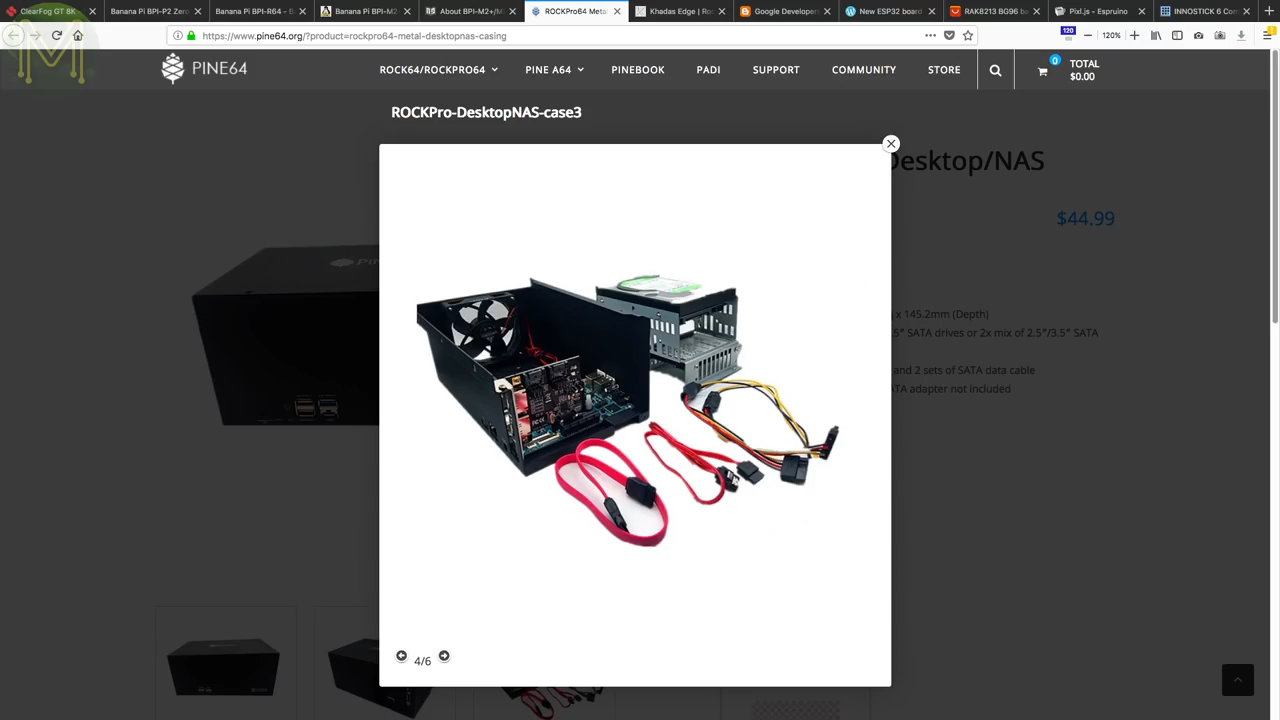 ClearFog GT 8K
Banana Pi BPI-P2 Zero
Banana Pi BPI-R64 - B
Banana Pi BPI-M2
About BPI-M2+/M
ROCKPro64 Meta
Khadas Edge | Ro
Google Developer
New ESP32 board
RAK8213 BG96 ba
Pixl.js - Espruino
INNOSTICK 6 Com
https://www.pine64.org/?product=rockpro64-metal-desktopnas-casing
120
120%
M
PINE64
ROCK64/ROCKPRO64
PINE A64
PINEBOOK
PADI
SUPPORT
COMMUNITY
STORE
0
TOTAL
$0.00
ROCKPro-DesktopNAS-case3
Desktop/NAS
$44.99
x 145.2mm (Depth)
.5" SATA drives or 2x mix of 2.5"/3.5" SATA
and 2 sets of SATA data cable
ATA adapter not included
4/6